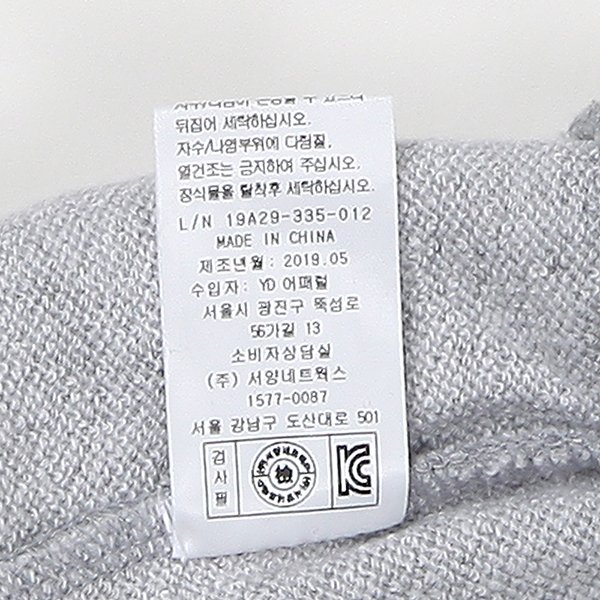 뒤집어 세탁하십시오.
자수/나염부위에 다림질,
열건조는 금지하여 주십시오.
장식물을 탈착후 세탁하십시오.
L/N 19A29-335-012
MADE IN CHINA
제조년월 : 2019.05
수입자: YD 어패럴
서울시 광진구 뚝섬로
56가길 13
소비자상담실
(주) 서양네트웍스
1577-0087
서울 강남구 도산대로 501
검사필
檢
KC